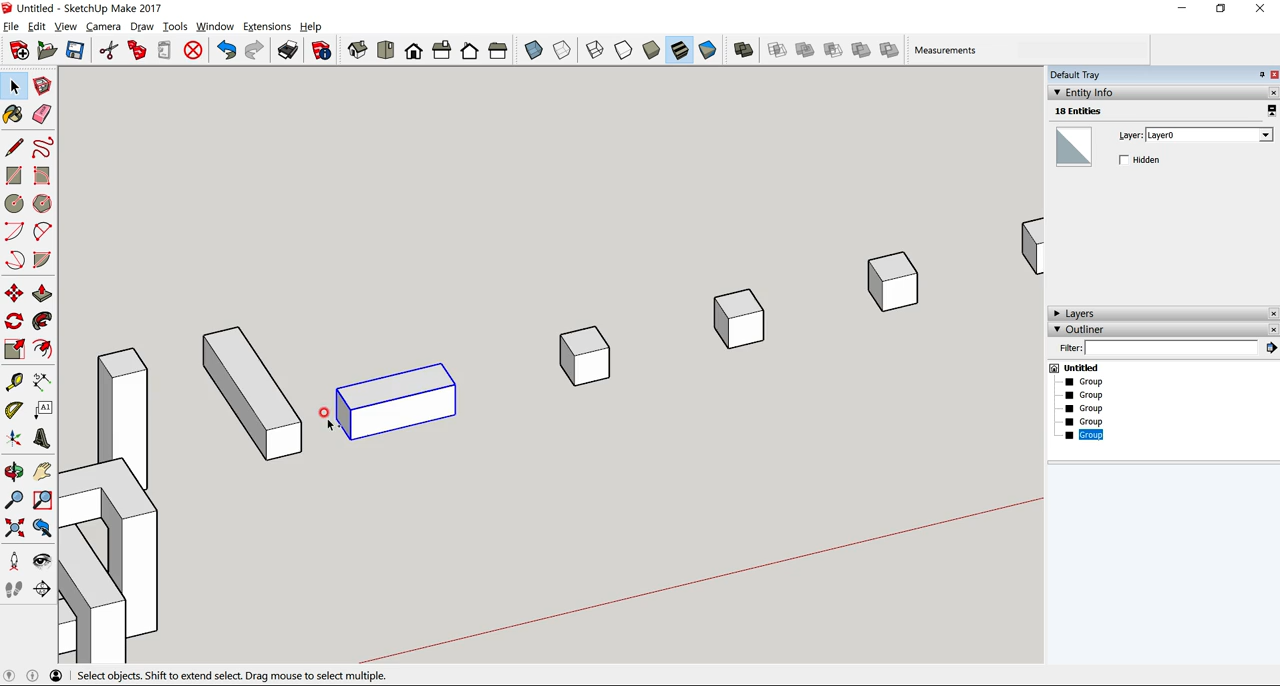 Untitled - SketchUp Make 2017
File Edit View Camera Draw Tools Window Extensions Help
Measurements
Default Tray
Entity Info
18 Entities
Layer: Layer0
Hidden
A1
Layers
Outliner
Filter:
Untitled
Group
Group
Group
Group
Group
Select objects. Shift to extend select. Drag mouse to select multiple.